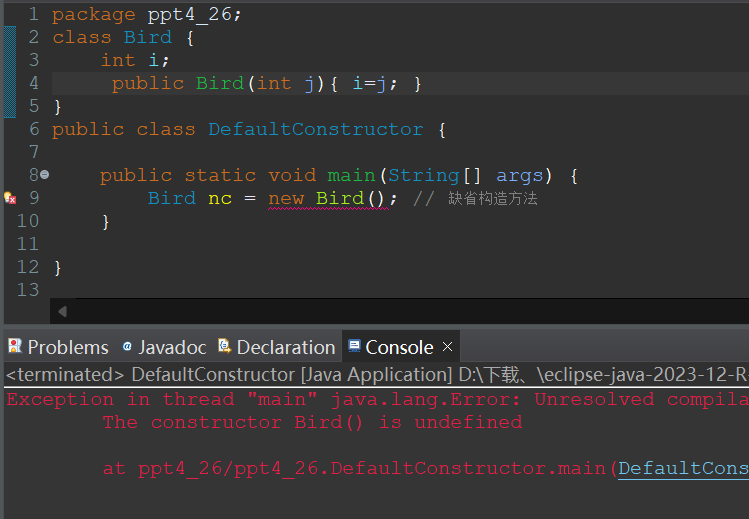 1 package ppt4_26;
2 class Bird {
3 int i;
4 public Bird(int j){ i=j; }
5 }
6 public class DefaultConstructor {
7
8 public static void main(String[] args) {
9 Bird nc = new Bird(); // 缺省构造方法
10 }
11
12 }
13
Problems Javadoc Declaration Console
<terminated> DefaultConstructor [Java Application] D:\下载、\eclipse-java-2023-12-R-
Exception in thread "main" java.lang.Error: Unresolved compila
The constructor Bird() is undefined
at ppt4_26/ppt4_26.DefaultConstructor.main(DefaultCons